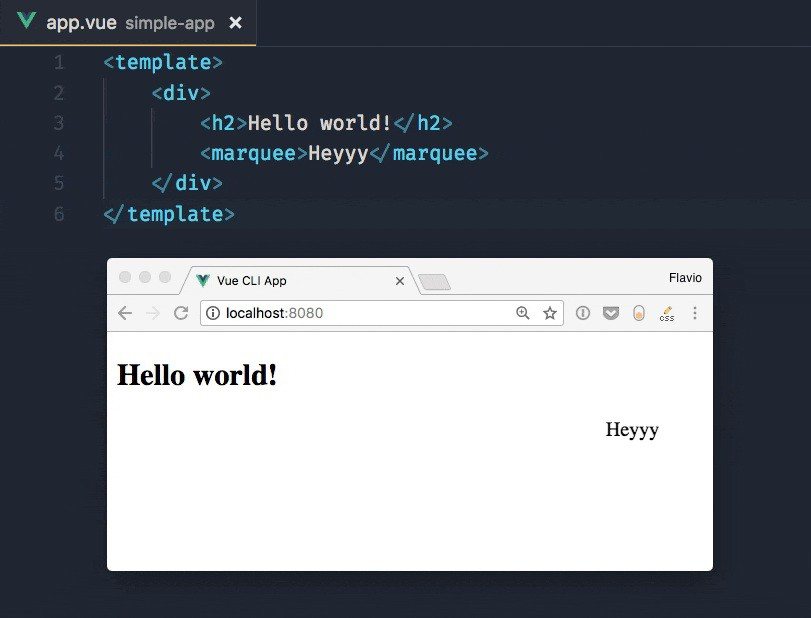 app.vue simple-app
1 <template>
2 <div>
3 <h2>Hello world!</h2>
4 <marquee>Heyyy</marquee>
5 </div>
6 </template>
Vue CLI App
Flavio
localhost:8080
css
Hello world!
Heyyy